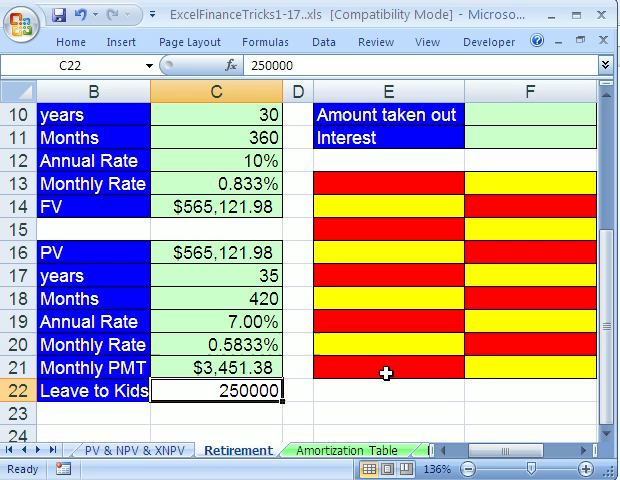 ExcelFinanceTricks1-17..xls [Compatibility Mode] - Microso...
Home Insert Page Layout Formulas Data Review View Developer
C22 fx 250000
B C D E F
10 years 30 Amount taken out
11 Months 360 Interest
12 Annual Rate 10%
13 Monthly Rate 0.833%
14 FV $565,121.98
15
16 PV $565,121.98
17 years 35
18 Months 420
19 Annual Rate 7.00%
20 Monthly Rate 0.5833%
21 Monthly PMT $3,451.38
22 Leave to Kids 250000
23
24
PV & NPV & XNPV Retirement Amortization Table
Ready 136%